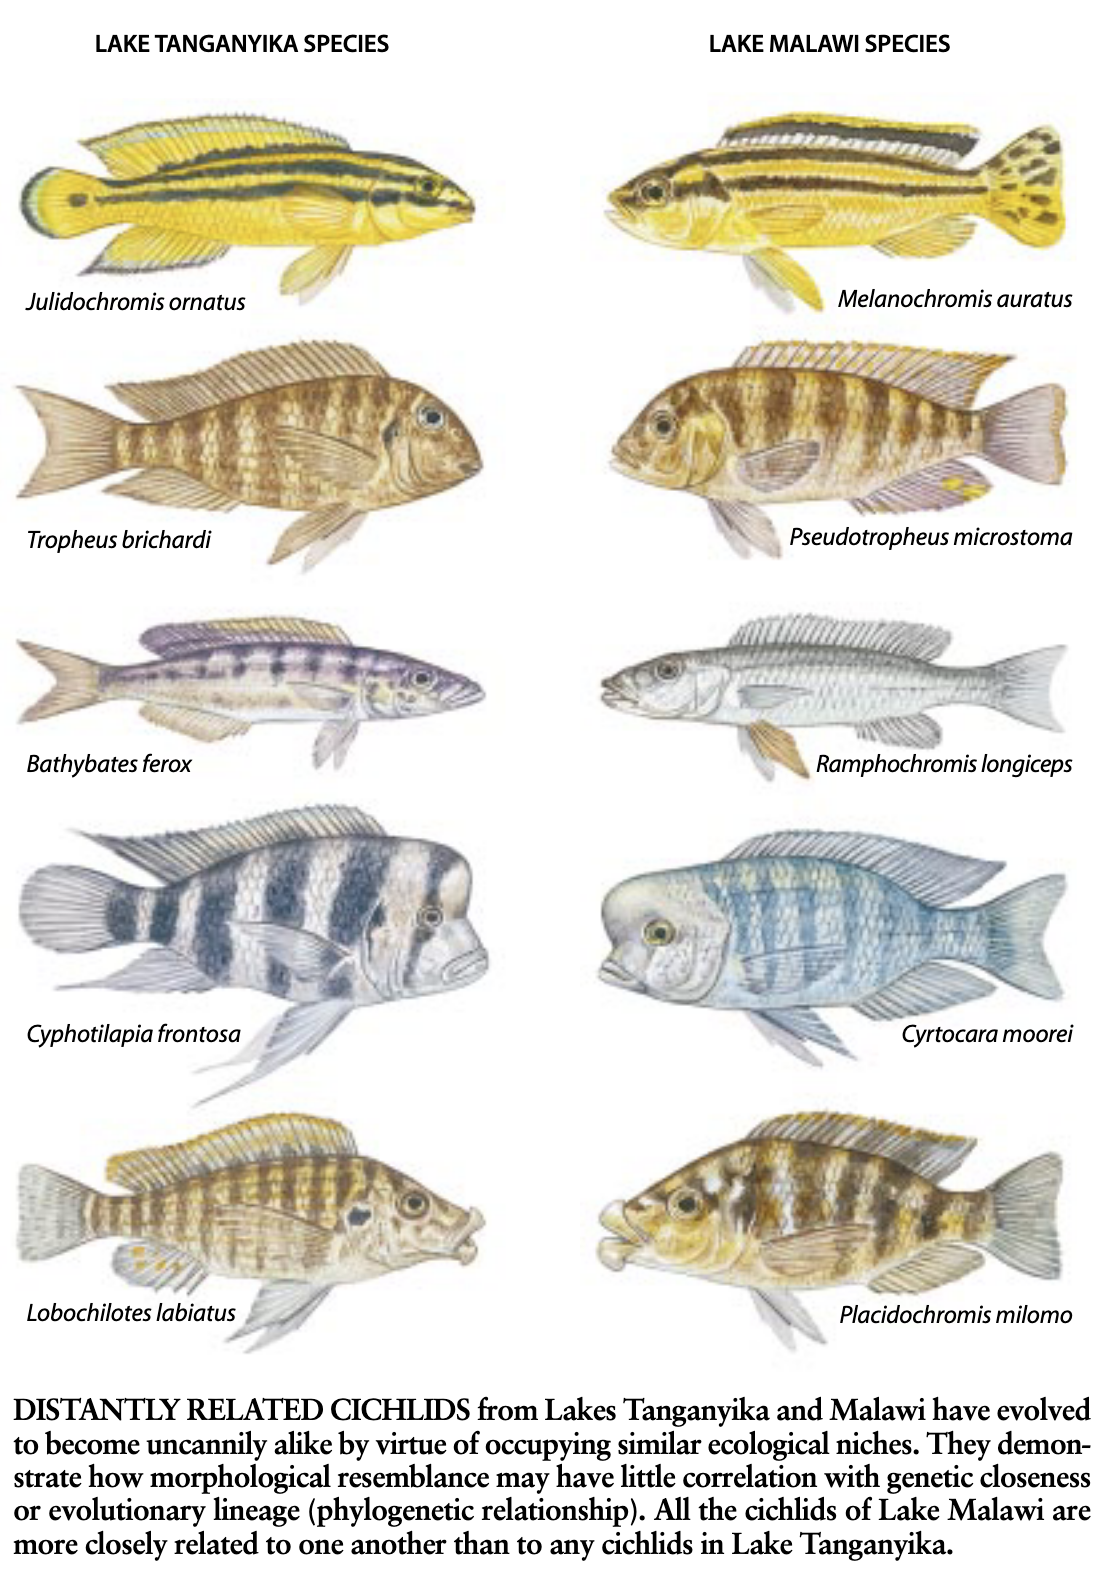 LAKE TANGANYIKA SPECIES
LAKE MALAWI SPECIES
Julidochromis ornatus
Melanochromis auratus
Tropheus brichardi
Pseudotropheus microstoma
Bathybates ferox
Ramphochromis longiceps
Cyphotilapia frontosa
Cyrtocara moorei
Lobochilotes labiatus
Placidochromis milomo
DISTANTLY RELATED CICHLIDS from Lakes Tanganyika and Malawi have evolved
to become uncannily alike by virtue of occupying similar ecological niches. They demon-
strate how morphological resemblance may have little correlation with genetic closeness
or evolutionary lineage (phylogenetic relationship). All the cichlids of Lake Malawi are
more closely related to one another than to any cichlids in Lake Tanganyika.